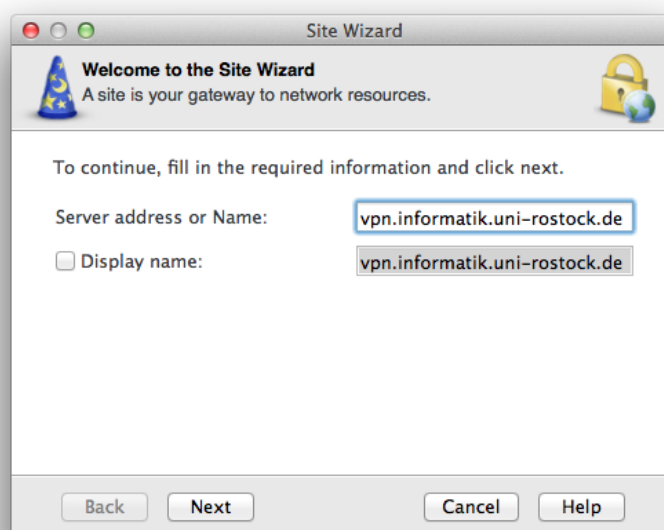 Site Wizard
Welcome to the Site Wizard
A site is your gateway to network resources.
To continue, fill in the required information and click next.
Server address or Name: vpn.informatik.uni-rostock.de
Display name: vpn.informatik.uni-rostock.de
Back Next Cancel Help